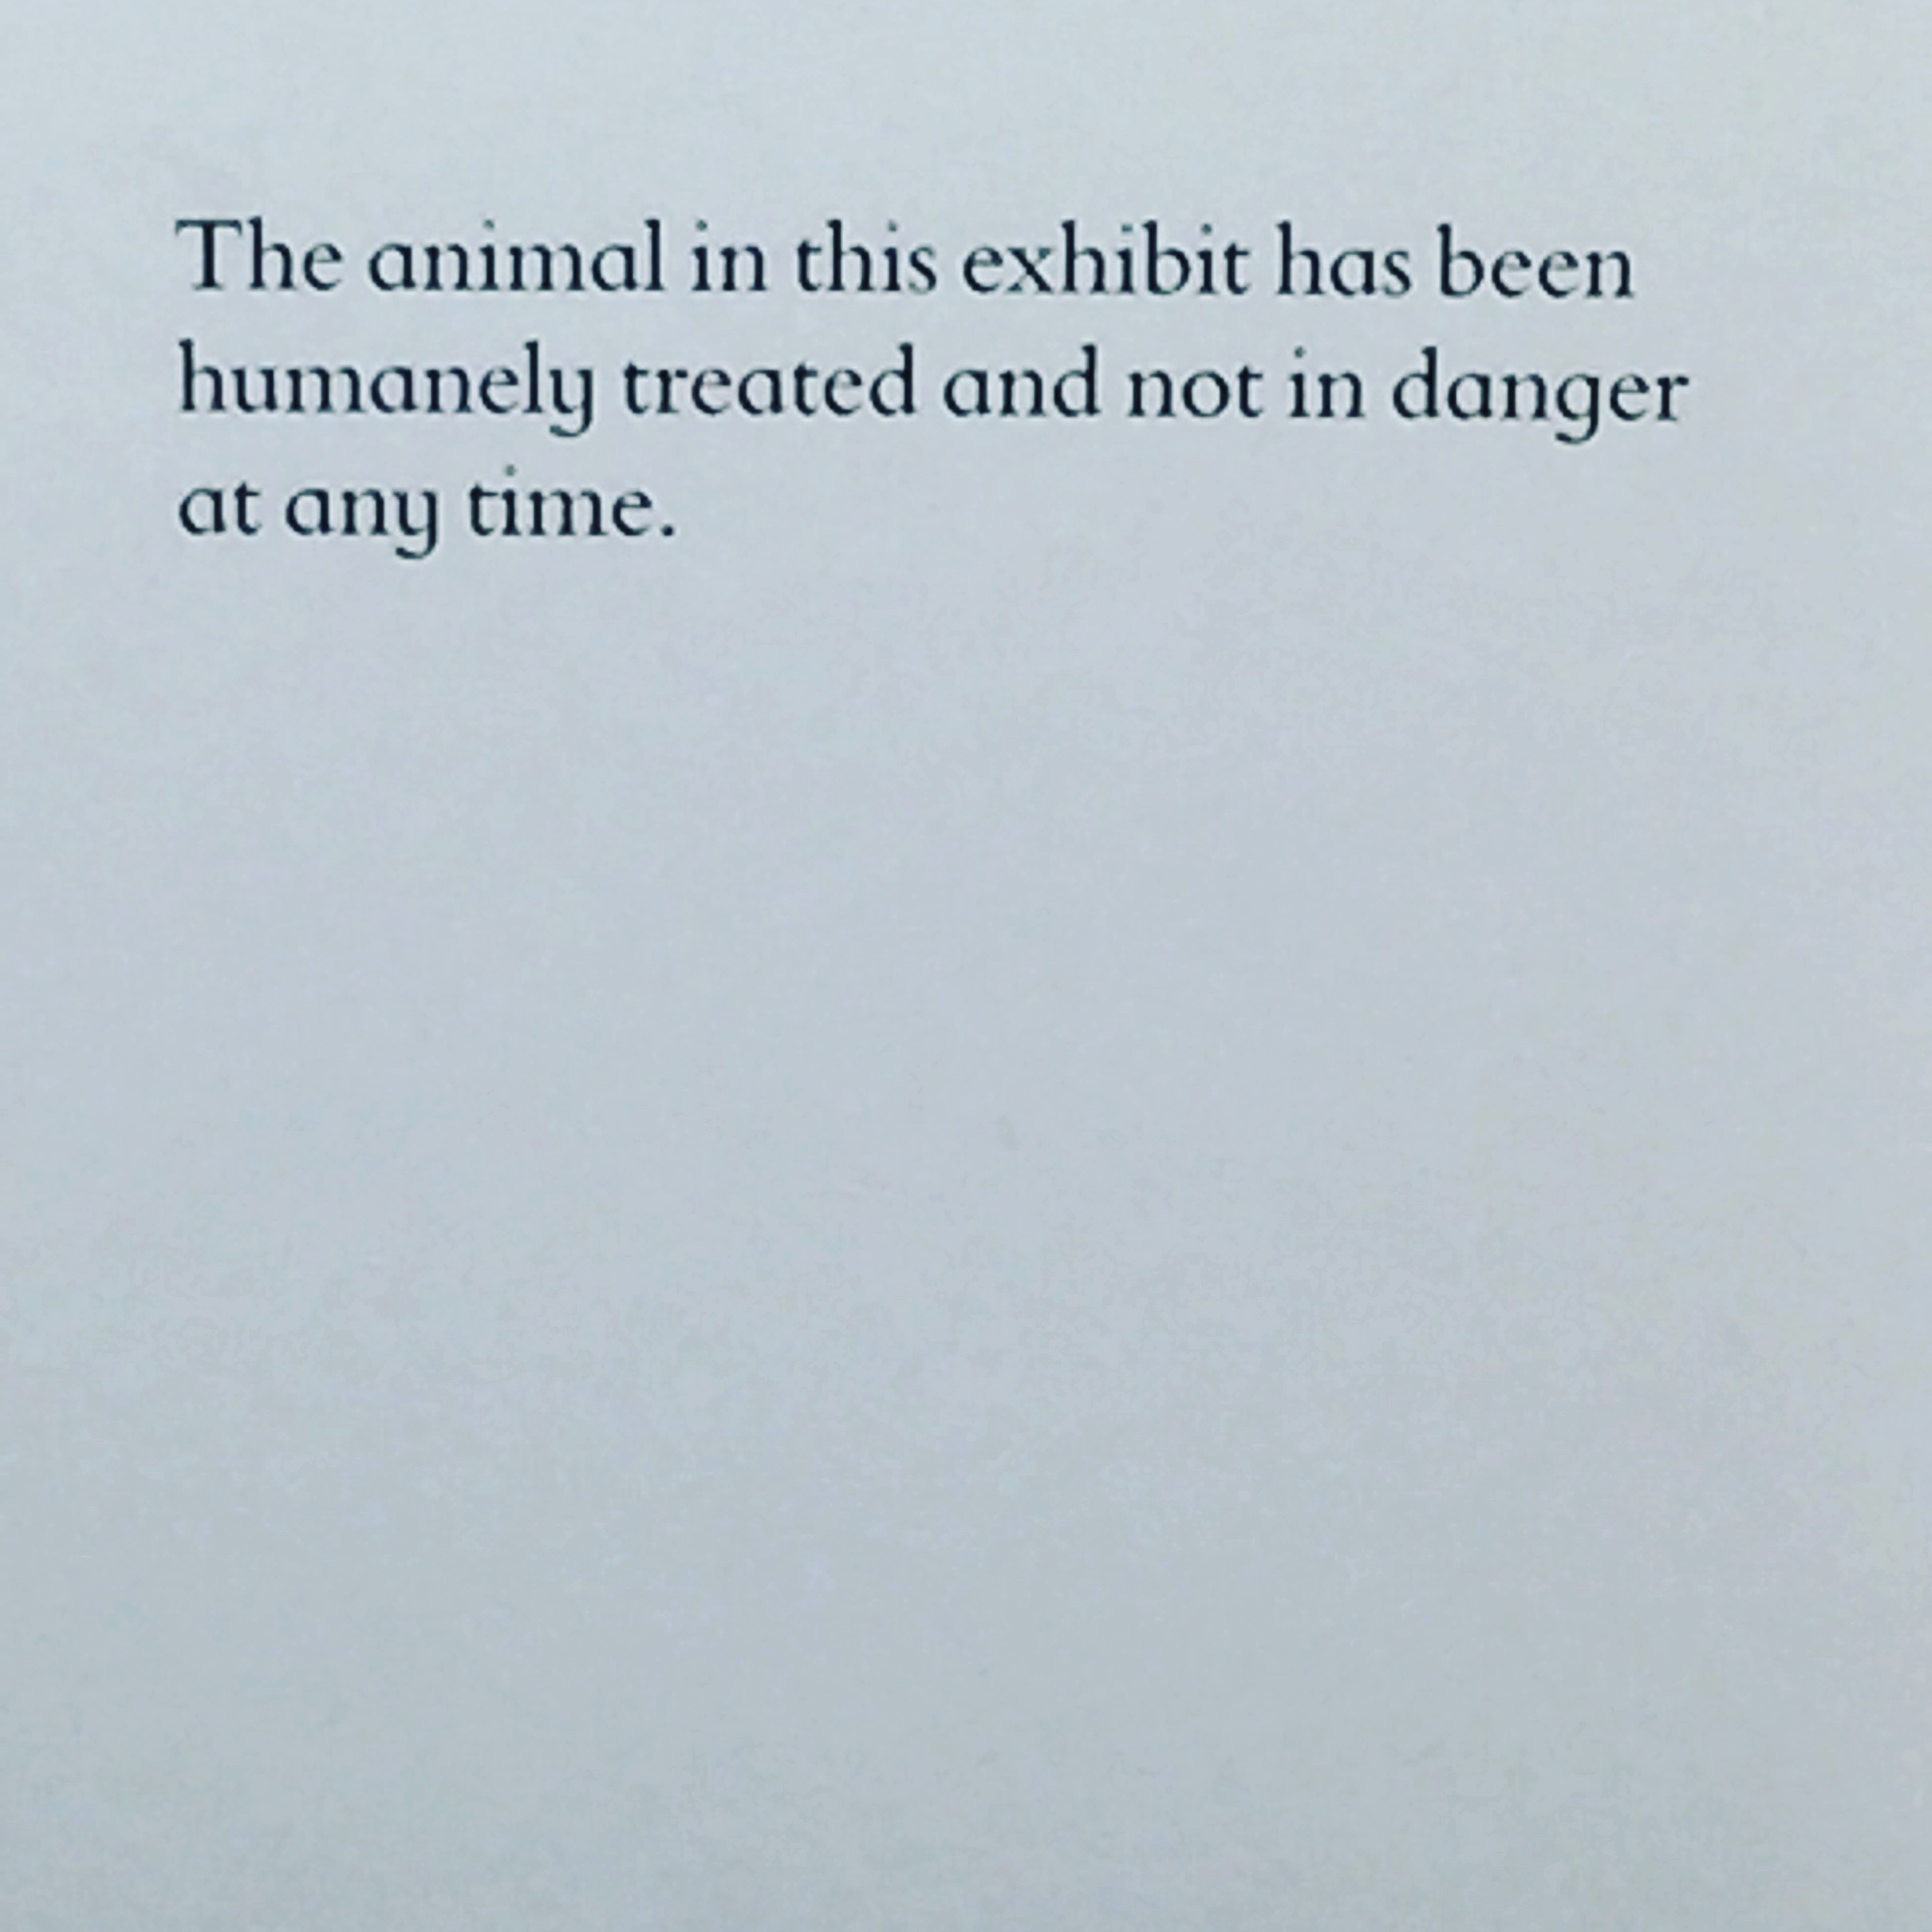 The animal in this exhibit has been
humanely treated and not in danger
at any time.